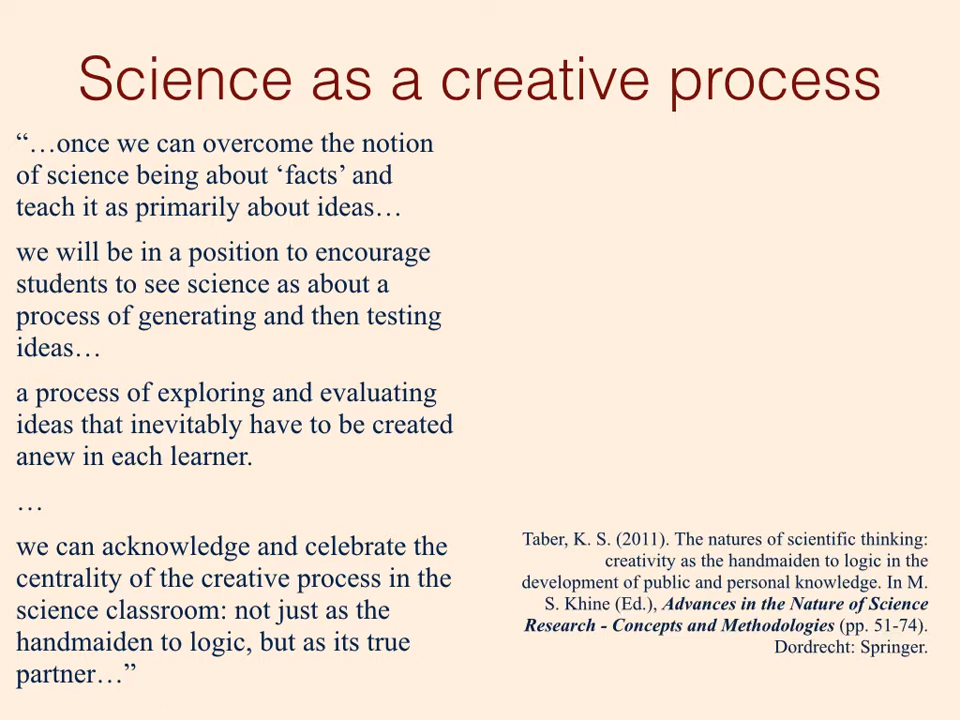 Science as a creative process
“…once we can overcome the notion
of science being about ‘facts’ and
teach it as primarily about ideas…
we will be in a position to encourage
students to see science as about a
process of generating and then testing
ideas…
a process of exploring and evaluating
ideas that inevitably have to be created
anew in each learner.
…
we can acknowledge and celebrate the
centrality of the creative process in the
science classroom: not just as the
handmaiden to logic, but as its true
partner…”
Taber, K. S. (2011). The natures of scientific thinking:
creativity as the handmaiden to logic in the
development of public and personal knowledge. In M.
S. Khine (Ed.), Advances in the Nature of Science
Research - Concepts and Methodologies (pp. 51-74).
Dordrecht: Springer.